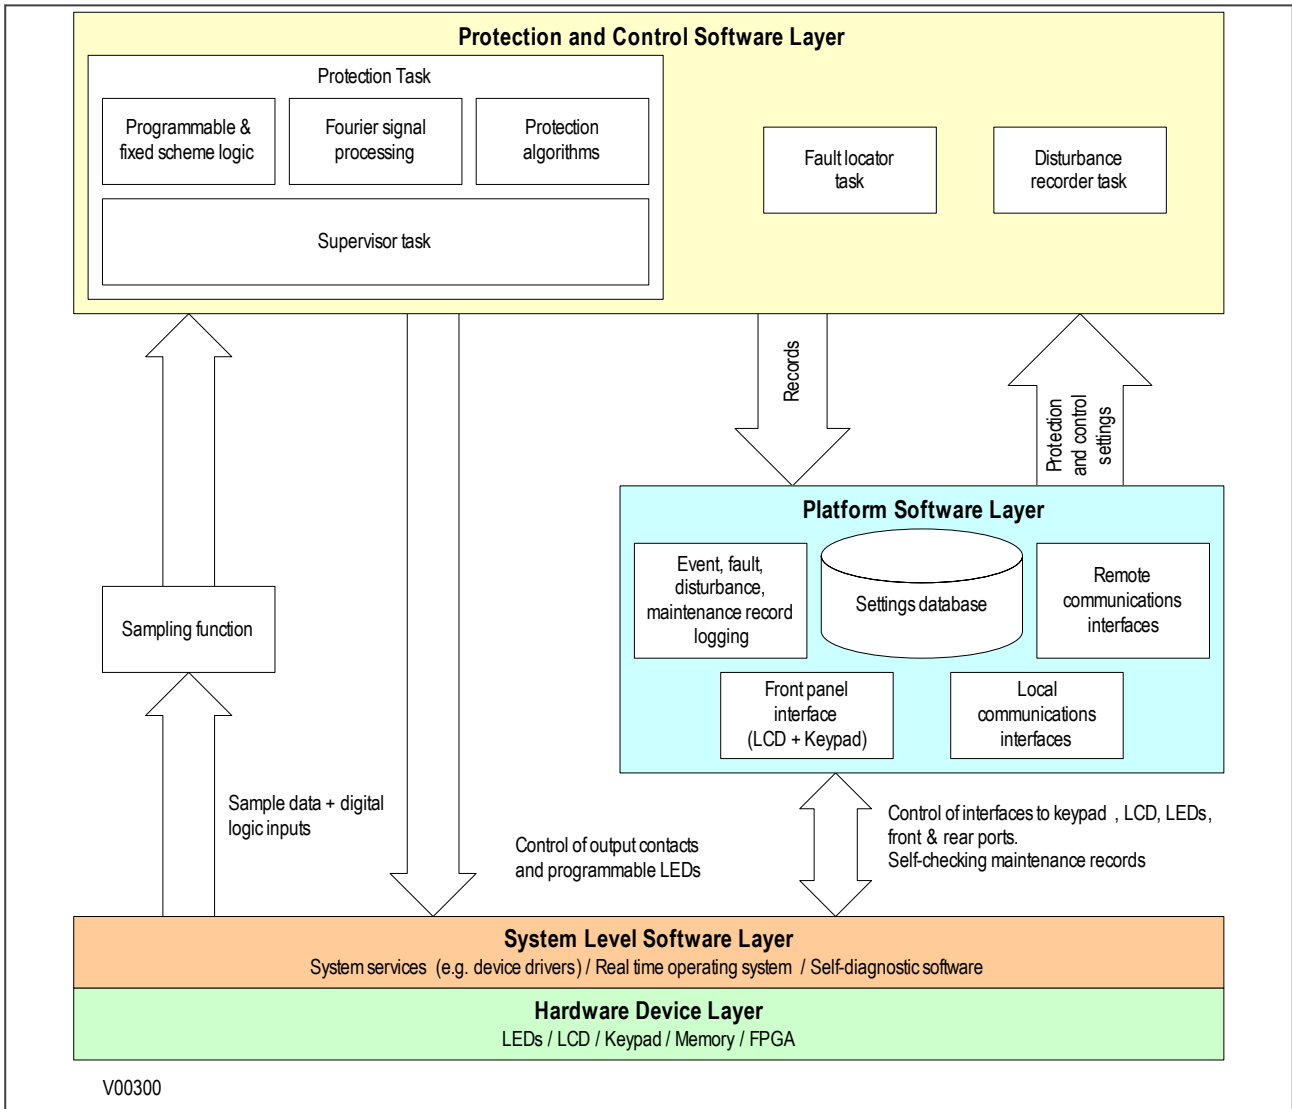 Protection and Control Software Layer
Protection Task
Programmable &
fixed scheme logic
Fourier signal
processing
Protection
algorithms
Supervisor task
Fault locator
task
Disturbance
recorder task
Records
Protection
and control
settings
Platform Software Layer
Event, fault,
disturbance,
maintenance record
logging
Settings database
Remote
communications
interfaces
Front panel
interface
(LCD + Keypad)
Local
communications
interfaces
Sampling function
Sample data + digital
logic inputs
Control of output contacts
and programmable LEDs
Control of interfaces to keypad , LCD, LEDs,
front & rear ports.
Self-checking maintenance records
System Level Software Layer
System services (e.g. device drivers) / Real time operating system / Self-diagnostic software
Hardware Device Layer
LEDs / LCD / Keypad / Memory / FPGA
V00300